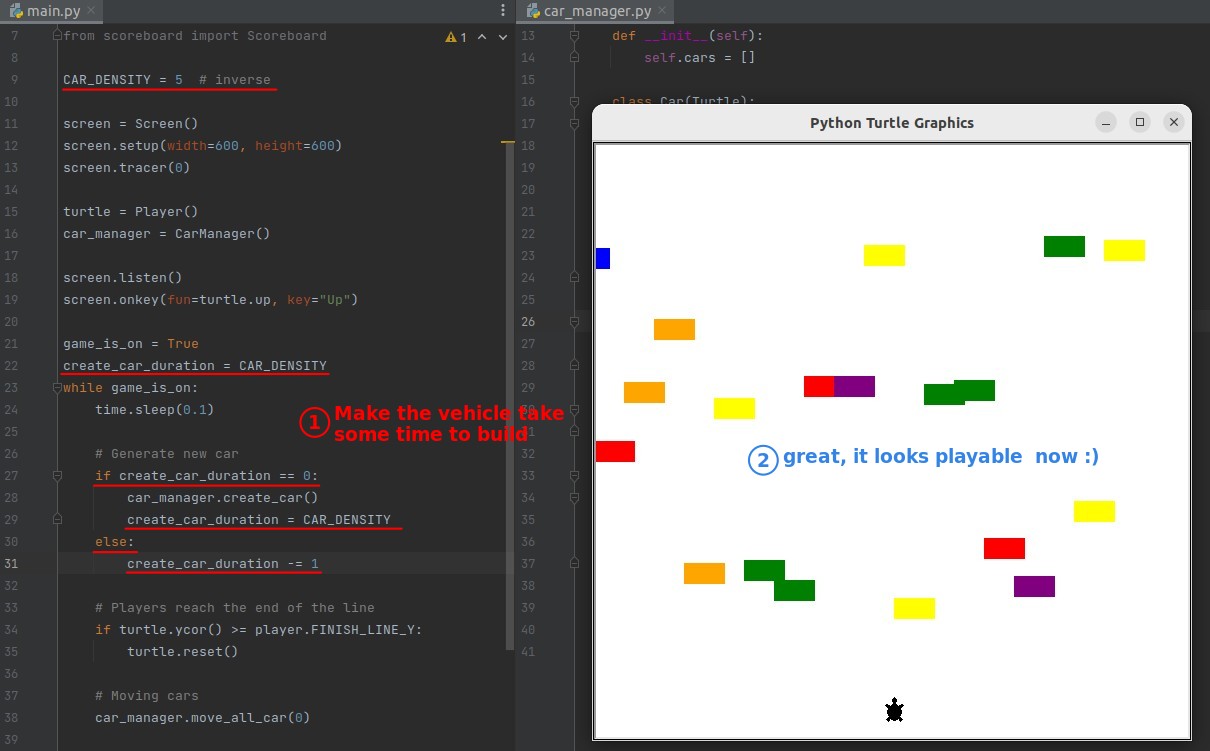 main.py
car_manager.py
7 from scoreboard import Scoreboard
1
8
9 CAR_DENSITY = 5  # inverse
10
11 screen = Screen()
12 screen.setup(width=600, height=600)
13 screen.tracer(0)
14
15 turtle = Player()
16 car_manager = CarManager()
17
18 screen.listen()
19 screen.onkey(fun=turtle.up, key="Up")
20
21 game_is_on = True
22 create_car_duration = CAR_DENSITY
23 while game_is_on:
24 time.sleep(0.1)
25
26 # Generate new car
27 if create_car_duration == 0:
28 car_manager.create_car()
29 create_car_duration = CAR_DENSITY
30 else:
31 create_car_duration -= 1
32
33 # Players reach the end of the line
34 if turtle.ycor() >= player.FINISH_LINE_Y:
35 turtle.reset()
36
37 # Moving cars
38 car_manager.move_all_car(0)
39
1 Make the vehicle take
some time to build
13 def __init__(self):
14 self.cars = []
15
16 class Car(Turtle):
17
18
19
20
21
22
23
24
25
26
27
28
29
32
33
34
35
36
37
38
39
40
41
Python Turtle Graphics
2 great, it looks playable now :)